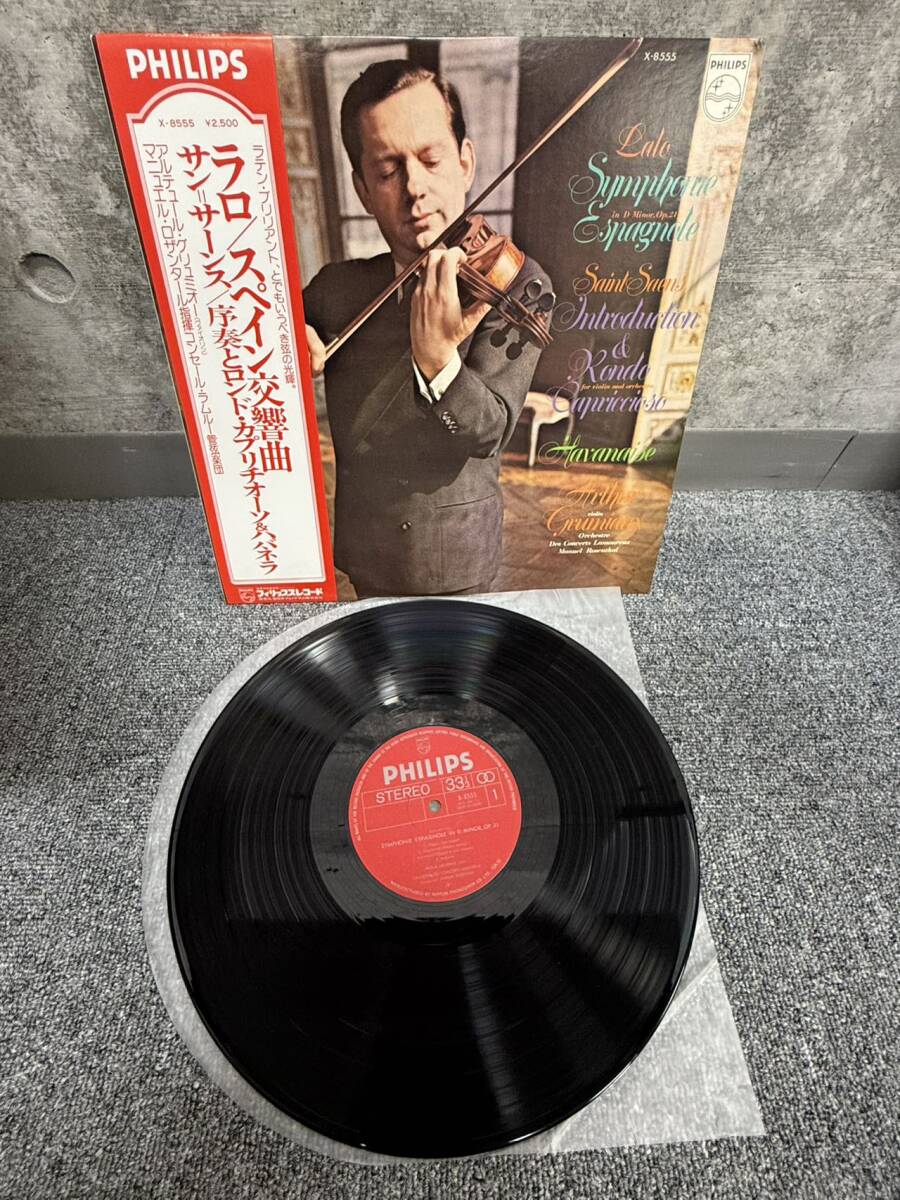 PHILIPS
X-8555 ¥2,500
ラテン・ブリリアント、とでもいうべき弦の光輝。
ラロ/スペイン交響曲
サン=サーンス/序奏とロンド・カプリチオーソ&ハバネラ
アルテュール・グリュミオー(ヴァイオリン)
マニュエル・ロザンタール指揮コンセール・ラムルー管弦楽団
フィリップスレコード
X-8555
PHILIPS
Lalo
Symphonie
in D Minor, Op.21
Espagnole
Saint-Saens
Introduction
&
Rondo
for violin and orchestra
Capriccioso
Havanaise
Arthur
violin
Grumiaux
Orchestre
Des Concerts Lamoureux
Manuel Rosenthal
PHILIPS
STEREO
33⅓
1
X-8555
SYMPHONIE ESPAGNOLE IN D MINOR, OP. 21